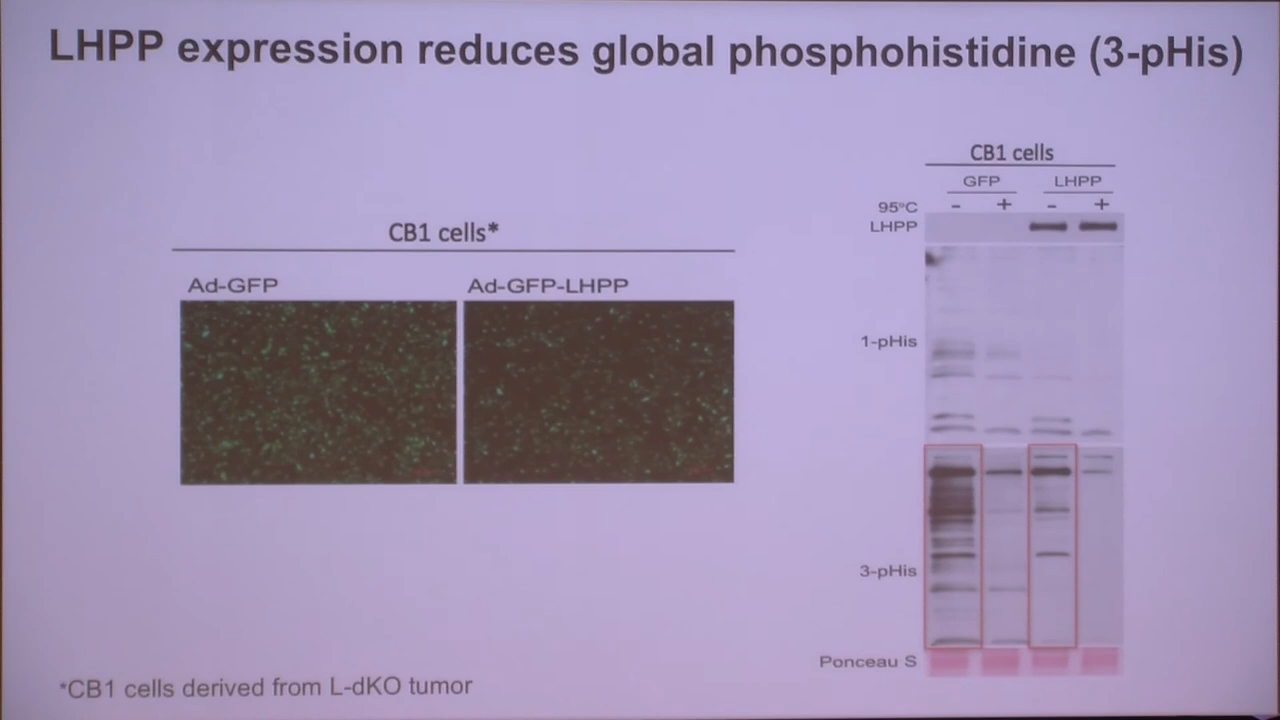 LHPP expression reduces global phosphohistidine (3-pHis)
CB1 cells*
Ad-GFP
Ad-GFP-LHPP
CB1 cells
GFP LHPP
95°C - + - +
LHPP
1-pHis
3-pHis
Ponceau S
*CB1 cells derived from L-dKO tumor